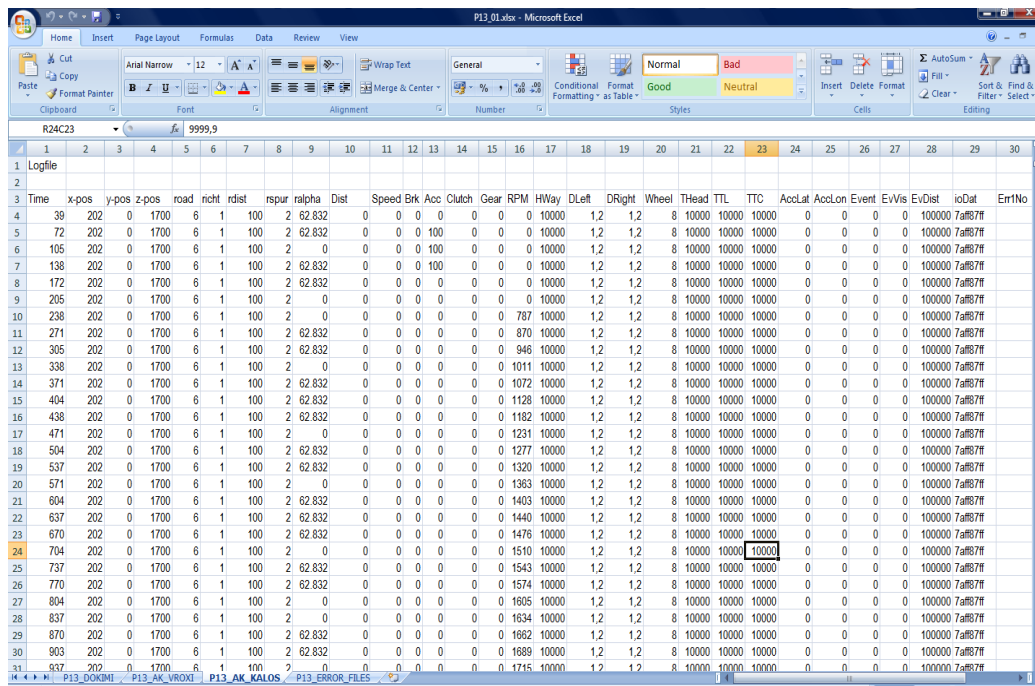 P13_01.xlsx - Microsoft Excel
Home Insert Page Layout Formulas Data Review View
Cut Arial Narrow 12 A A Wrap Text General Normal Bad Σ AutoSum
Copy Fill
Paste Format Painter B I U A Merge & Center % , Conditional Formatting Format as Table Good Neutral Insert Delete Format Clear Sort & Filter Find & Select
Clipboard Font Alignment Number Styles Cells Editing
R24C23 fx 9999,9
1 2 3 4 5 6 7 8 9 10 11 12 13 14 15 16 17 18 19 20 21 22 23 24 25 26 27 28 29 30
1 Logfile
2
3 Time x-pos y-pos z-pos road richt rdist rspur ralpha Dist Speed Brk Acc Clutch Gear RPM HWay DLeft DRight Wheel THead TTL TTC AccLat AccLon Event EvVis EvDist ioDat Err1No
4 39 202 0 1700 6 1 100 2 62.832 0 0 0 0 0 0 0 10000 1,2 1,2 8 10000 10000 10000 0 0 0 0 100000 7aff87ff
5 72 202 0 1700 6 1 100 2 62.832 0 0 0 100 0 0 0 10000 1,2 1,2 8 10000 10000 10000 0 0 0 0 100000 7aff87ff
6 105 202 0 1700 6 1 100 2 0 0 0 0 100 0 0 0 10000 1,2 1,2 8 10000 10000 10000 0 0 0 0 100000 7aff87ff
7 138 202 0 1700 6 1 100 2 62.832 0 0 0 100 0 0 0 10000 1,2 1,2 8 10000 10000 10000 0 0 0 0 100000 7aff87ff
8 172 202 0 1700 6 1 100 2 62.832 0 0 0 0 0 0 0 10000 1,2 1,2 8 10000 10000 10000 0 0 0 0 100000 7aff87ff
9 205 202 0 1700 6 1 100 2 0 0 0 0 0 0 0 0 10000 1,2 1,2 8 10000 10000 10000 0 0 0 0 100000 7aff87ff
10 238 202 0 1700 6 1 100 2 0 0 0 0 0 0 0 787 10000 1,2 1,2 8 10000 10000 10000 0 0 0 0 100000 7aff87ff
11 271 202 0 1700 6 1 100 2 62.832 0 0 0 0 0 0 870 10000 1,2 1,2 8 10000 10000 10000 0 0 0 0 100000 7aff87ff
12 305 202 0 1700 6 1 100 2 62.832 0 0 0 0 0 0 946 10000 1,2 1,2 8 10000 10000 10000 0 0 0 0 100000 7aff87ff
13 338 202 0 1700 6 1 100 2 0 0 0 0 0 0 0 1011 10000 1,2 1,2 8 10000 10000 10000 0 0 0 0 100000 7aff87ff
14 371 202 0 1700 6 1 100 2 62.832 0 0 0 0 0 0 1072 10000 1,2 1,2 8 10000 10000 10000 0 0 0 0 100000 7aff87ff
15 404 202 0 1700 6 1 100 2 62.832 0 0 0 0 0 0 1128 10000 1,2 1,2 8 10000 10000 10000 0 0 0 0 100000 7aff87ff
16 438 202 0 1700 6 1 100 2 62.832 0 0 0 0 0 0 1182 10000 1,2 1,2 8 10000 10000 10000 0 0 0 0 100000 7aff87ff
17 471 202 0 1700 6 1 100 2 0 0 0 0 0 0 0 1231 10000 1,2 1,2 8 10000 10000 10000 0 0 0 0 100000 7aff87ff
18 504 202 0 1700 6 1 100 2 62.832 0 0 0 0 0 0 1277 10000 1,2 1,2 8 10000 10000 10000 0 0 0 0 100000 7aff87ff
19 537 202 0 1700 6 1 100 2 62.832 0 0 0 0 0 0 1320 10000 1,2 1,2 8 10000 10000 10000 0 0 0 0 100000 7aff87ff
20 571 202 0 1700 6 1 100 2 0 0 0 0 0 0 0 1363 10000 1,2 1,2 8 10000 10000 10000 0 0 0 0 100000 7aff87ff
21 604 202 0 1700 6 1 100 2 62.832 0 0 0 0 0 0 1403 10000 1,2 1,2 8 10000 10000 10000 0 0 0 0 100000 7aff87ff
22 637 202 0 1700 6 1 100 2 62.832 0 0 0 0 0 0 1440 10000 1,2 1,2 8 10000 10000 10000 0 0 0 0 100000 7aff87ff
23 670 202 0 1700 6 1 100 2 62.832 0 0 0 0 0 0 1476 10000 1,2 1,2 8 10000 10000 10000 0 0 0 0 100000 7aff87ff
24 704 202 0 1700 6 1 100 2 0 0 0 0 0 0 0 1510 10000 1,2 1,2 8 10000 10000 10000 0 0 0 0 100000 7aff87ff
25 737 202 0 1700 6 1 100 2 62.832 0 0 0 0 0 0 1543 10000 1,2 1,2 8 10000 10000 10000 0 0 0 0 100000 7aff87ff
26 770 202 0 1700 6 1 100 2 62.832 0 0 0 0 0 0 1574 10000 1,2 1,2 8 10000 10000 10000 0 0 0 0 100000 7aff87ff
27 804 202 0 1700 6 1 100 2 0 0 0 0 0 0 0 1605 10000 1,2 1,2 8 10000 10000 10000 0 0 0 0 100000 7aff87ff
28 837 202 0 1700 6 1 100 2 0 0 0 0 0 0 0 1634 10000 1,2 1,2 8 10000 10000 10000 0 0 0 0 100000 7aff87ff
29 870 202 0 1700 6 1 100 2 62.832 0 0 0 0 0 0 1662 10000 1,2 1,2 8 10000 10000 10000 0 0 0 0 100000 7aff87ff
30 903 202 0 1700 6 1 100 2 62.832 0 0 0 0 0 0 1689 10000 1,2 1,2 8 10000 10000 10000 0 0 0 0 100000 7aff87ff
31 937 202 0 1700 6 1 100 2 0 0 0 0 0 0 0 1715 10000 1,2 1,2 8 10000 10000 10000 0 0 0 0 100000 7aff87ff
P13_DOKIMI P13_AK_VROXI P13_AK_KALOS P13_ERROR_FILES